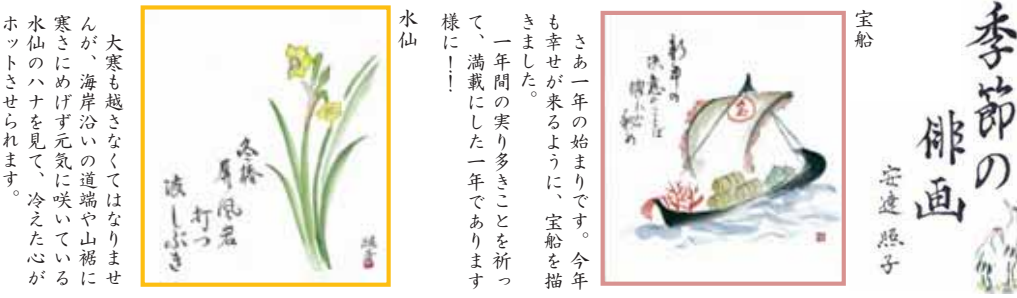 季節の
俳画
安達 照子
宝船
さあ一年の始まりです。今年
も幸せが来るように、宝船を描
きました。
一年間の実り多きことを祈っ
て、満載にした一年であります
様に！！
新年の
決意のことば
宝
水仙
大寒も越さなくてはなりませ
んが、海岸沿いの道端や山裾に
寒さにめげず元気に咲いている
水仙のハナを見て、冷えた心が
ホットさせられます。
打つ
波しぶき